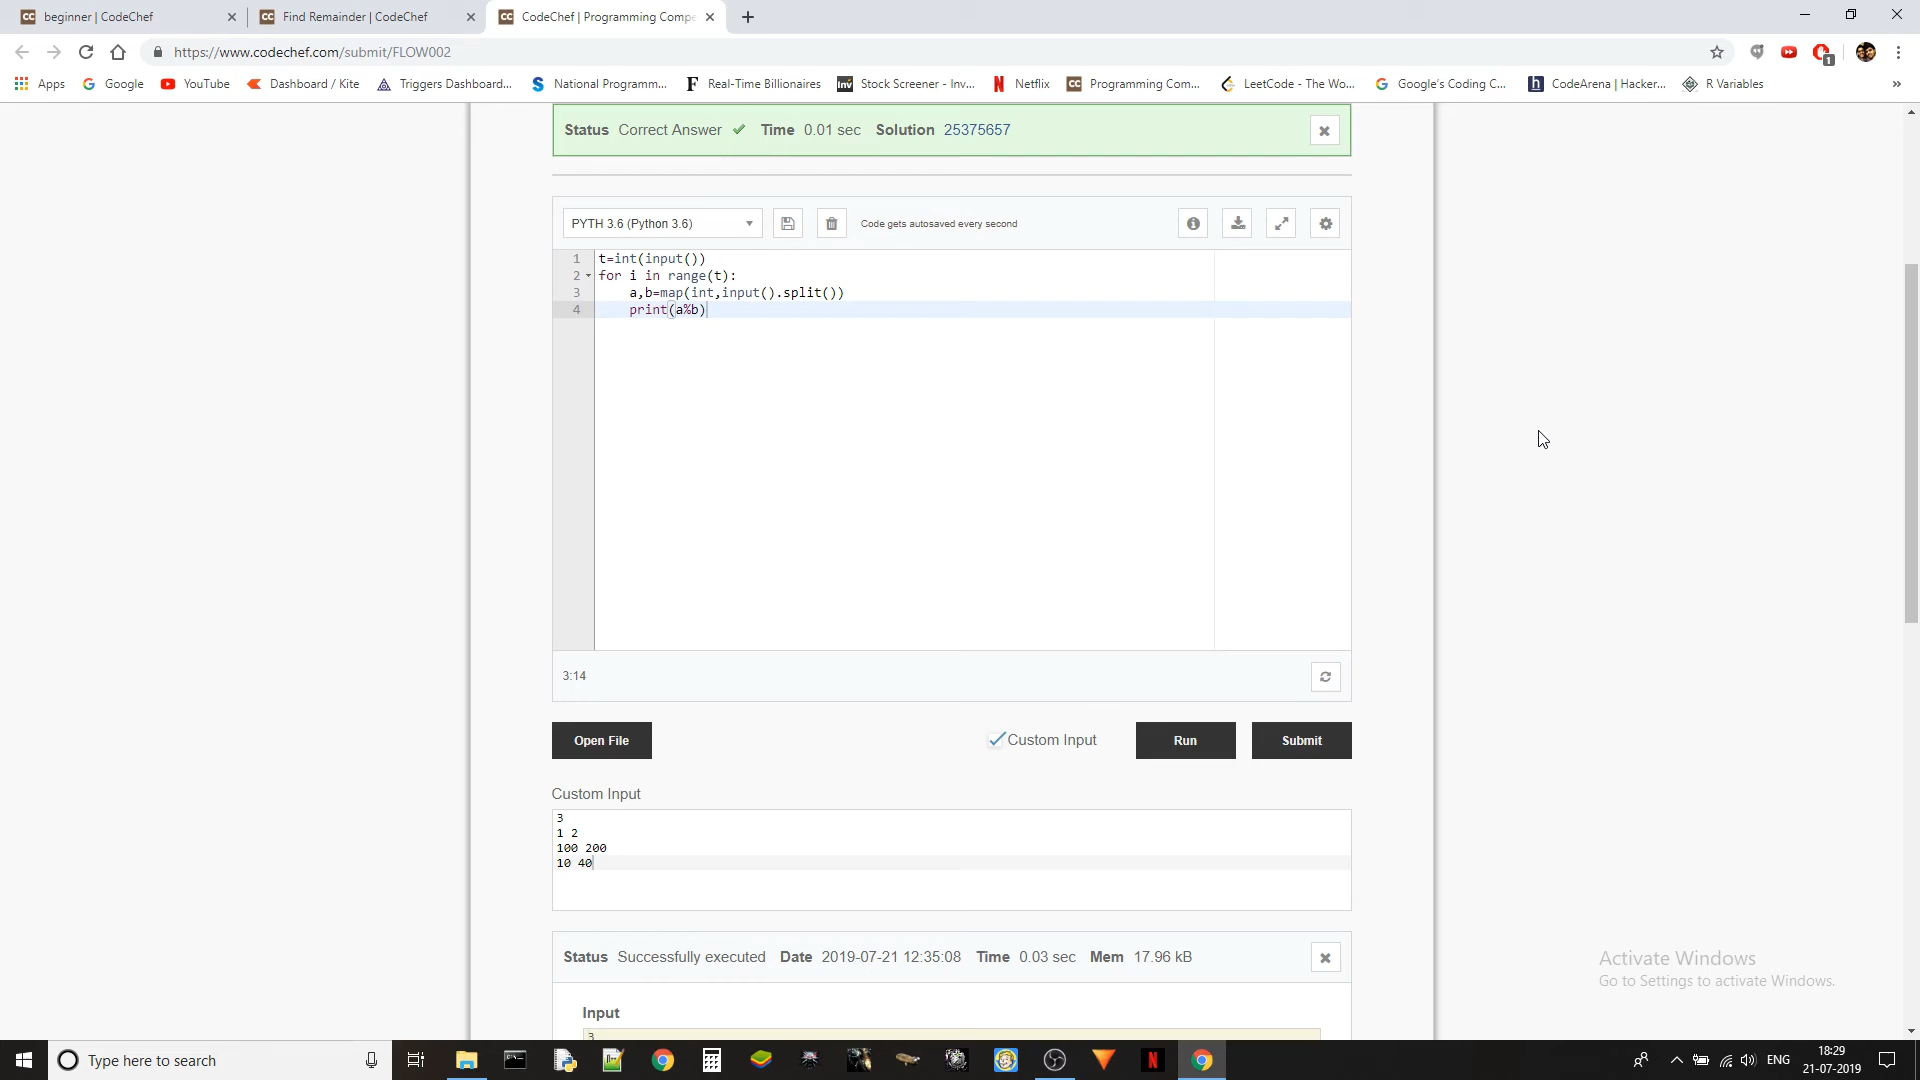 beginner | CodeChef
Find Remainder | CodeChef
CodeChef | Programming Compe
https://www.codechef.com/submit/FLOW002
Apps
Google
YouTube
Dashboard / Kite
Triggers Dashboard...
National Programm...
Real-Time Billionaires
Stock Screener - Inv...
Netflix
Programming Com...
LeetCode - The Wo...
Google's Coding C...
CodeArena | Hacker...
R Variables
Status Correct Answer Time 0.01 sec Solution 25375657
PYTH 3.6 (Python 3.6)
Code gets autosaved every second
1 t=int(input())
2 for i in range(t):
3 a,b=map(int,input().split())
4 print(a%b)
3:14
Open File
Custom Input
Run
Submit
Custom Input
3
1 2
100 200
10 40
Status Successfully executed Date 2019-07-21 12:35:08 Time 0.03 sec Mem 17.96 kB
Input
3
Activate Windows
Go to Settings to activate Windows.
Type here to search
ENG
18:29
21-07-2019